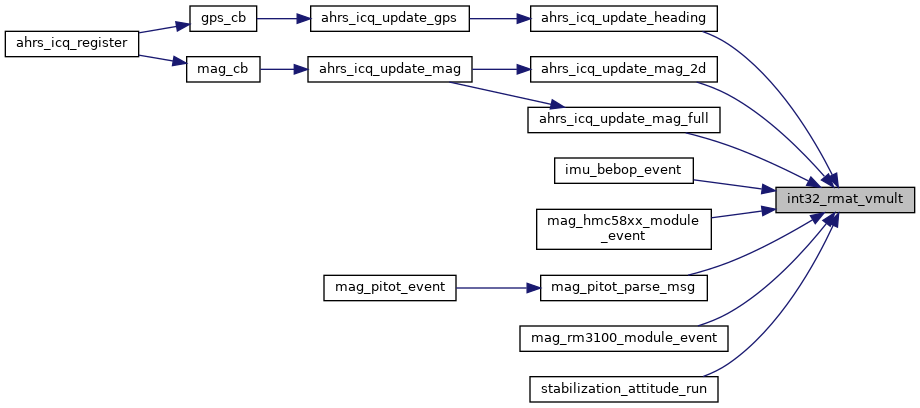 gps_cb
ahrs_icq_update_gps
ahrs_icq_update_heading
ahrs_icq_register
mag_cb
ahrs_icq_update_mag
ahrs_icq_update_mag_2d
ahrs_icq_update_mag_full
imu_bebop_event
int32_rmat_vmult
mag_hmc58xx_module
_event
mag_pitot_event
mag_pitot_parse_msg
mag_rm3100_module_event
stabilization_attitude_run